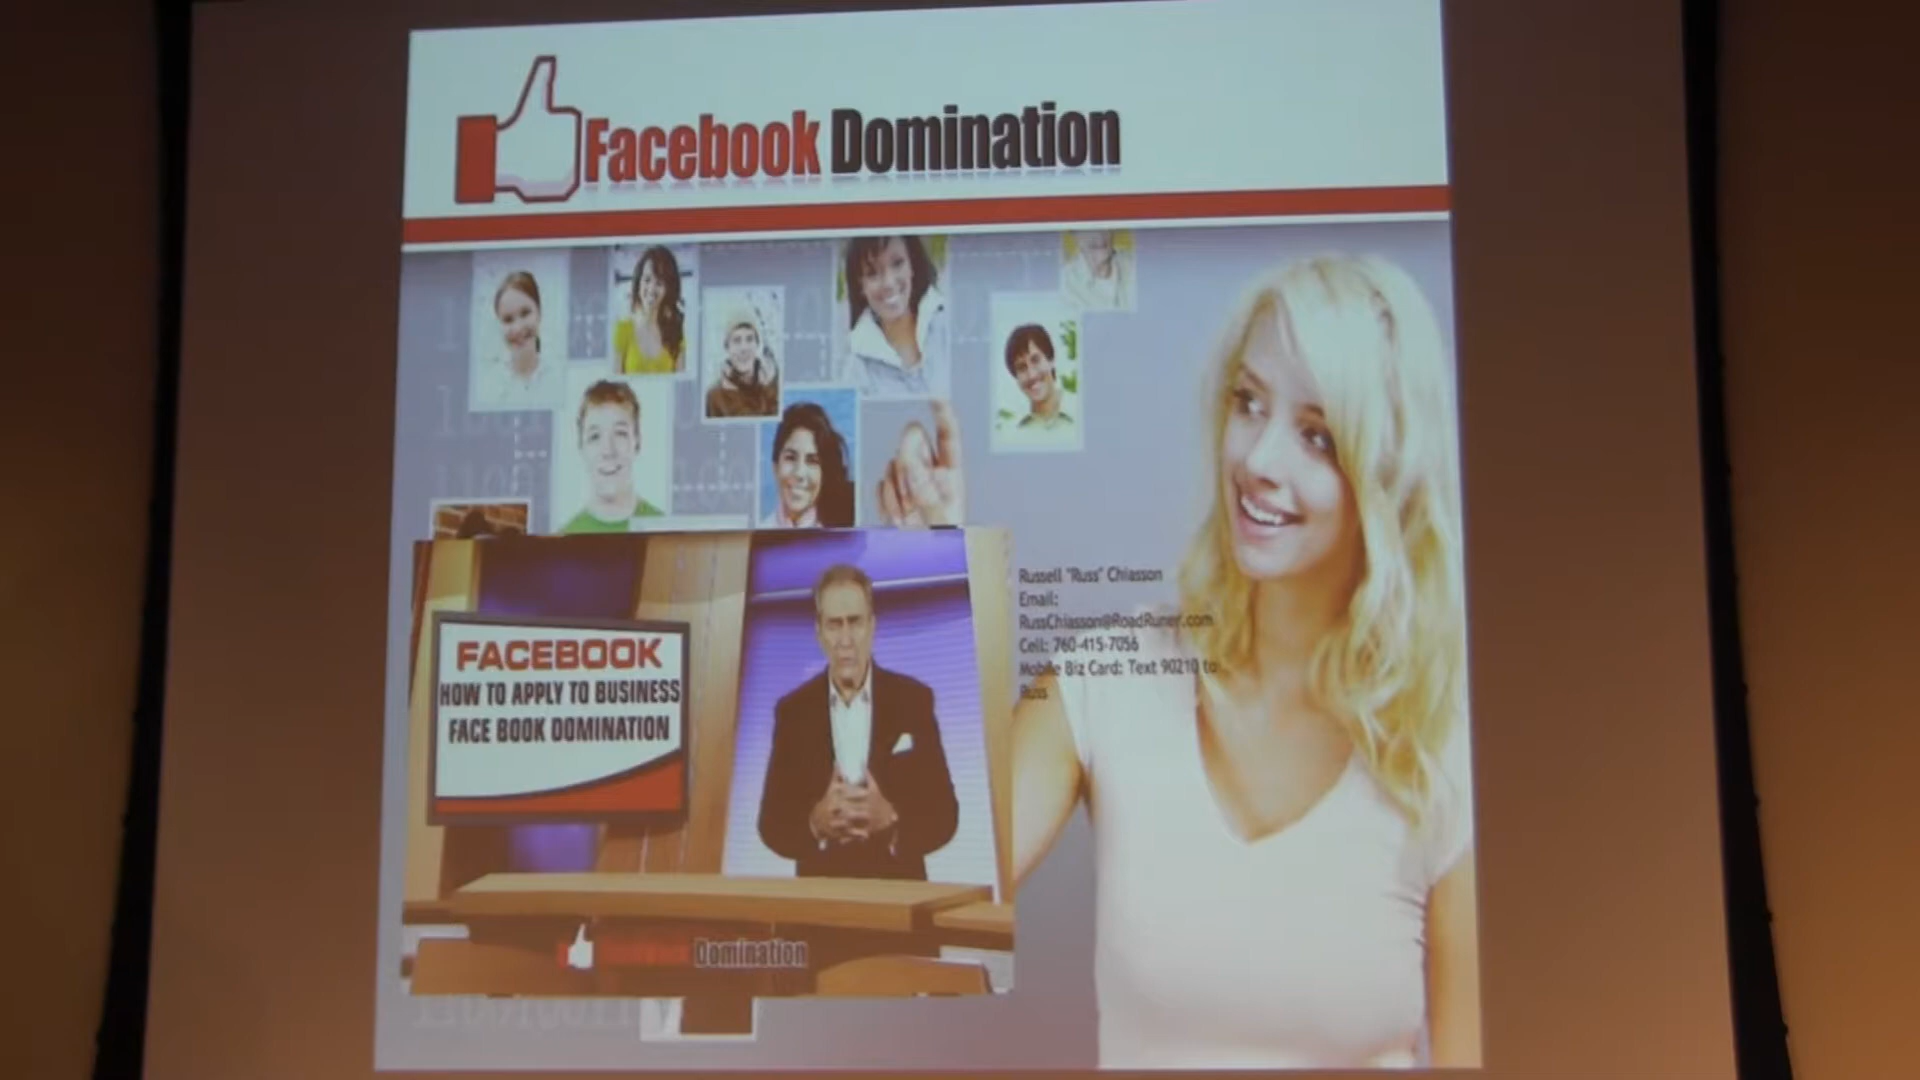 Facebook Domination
Russell "Russ" Chiasson
Email:
RussChiasson@RoadRuner.com
Cell: 760-415-7056
Mobile Biz Card: Text 90210 to
Russ
FACEBOOK
HOW TO APPLY TO BUSINESS
FACE BOOK DOMINATION
Domination